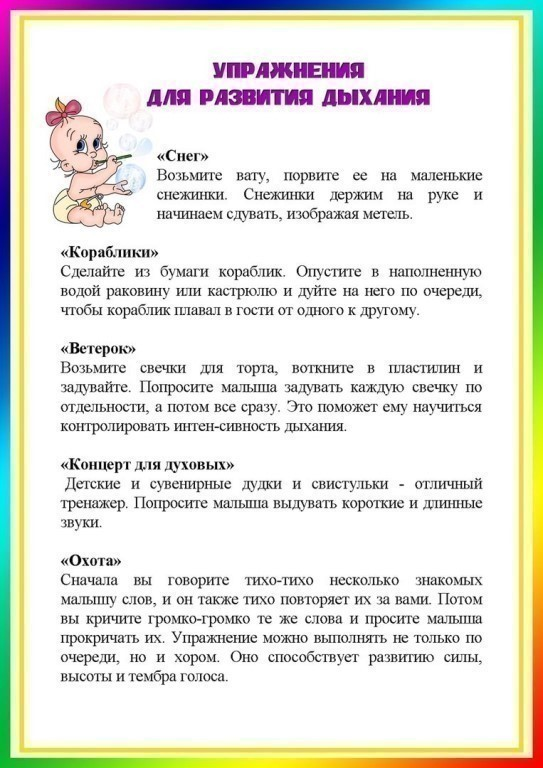 УПРАЖНЕНИЯ
ДЛЯ РАЗВИТИЯ ДЫХАНИЯ
«Снег»
Возьмите вату, порвите ее на маленькие
снежинки. Снежинки держим на руке и
начинаем сдувать, изображая метель.
«Кораблики»
Сделайте из бумаги кораблик. Опустите в наполненную
водой раковину или кастрюлю и дуйте на него по очереди,
чтобы кораблик плавал в гости от одного к другому.
«Ветерок»
Возьмите свечки для торта, воткните в пластилин и
задувайте. Попросите малыша задувать каждую свечку по
отдельности, а потом все сразу. Это поможет ему научиться
контролировать интен-сивность дыхания.
«Концерт для духовых»
Детские и сувенирные дудки и свистульки - отличный
тренажер. Попросите малыша выдувать короткие и длинные
звуки.
«Охота»
Сначала вы говорите тихо-тихо несколько знакомых
малышу слов, и он также тихо повторяет их за вами. Потом
вы кричите громко-громко те же слова и просите малыша
прокричать их. Упражнение можно выполнять не только по
очереди, но и хором. Оно способствует развитию силы,
высоты и тембра голоса.